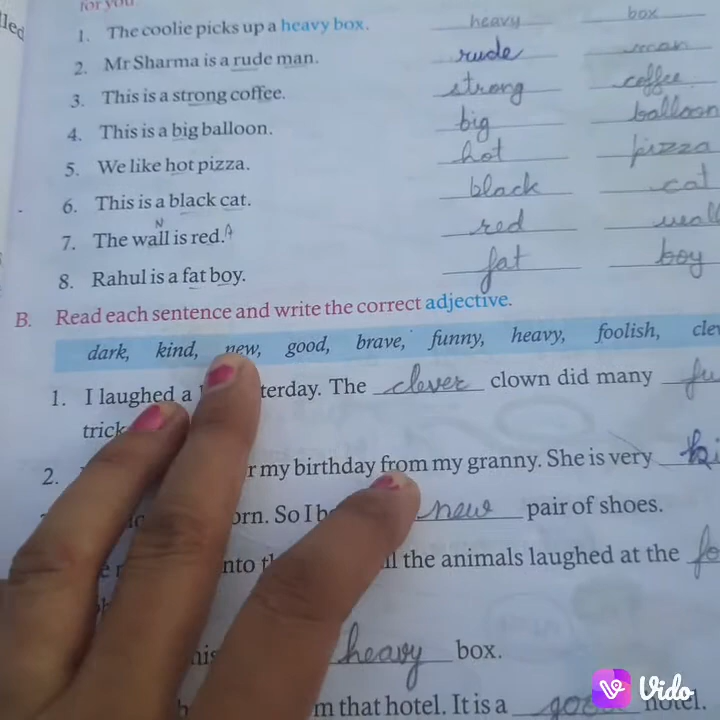 for you
1. The coolie picks up a heavy box. heavy box
2. Mr Sharma is a rude man. rude man
3. This is a strong coffee. strong coffee
4. This is a big balloon. big balloon
5. We like hot pizza. hot pizza
6. This is a black cat. black cat
7. The wall is red. red wall
8. Rahul is a fat boy. fat boy
B. Read each sentence and write the correct adjective.
dark, kind, new, good, brave, funny, heavy, foolish,
1. I laughed a terday. The clever clown did many
trick
2. my birthday from my granny. She is very
orn. So I new pair of shoes.
the animals laughed at the
heavy box.
m that hotel. It is a good hotel.
Vido